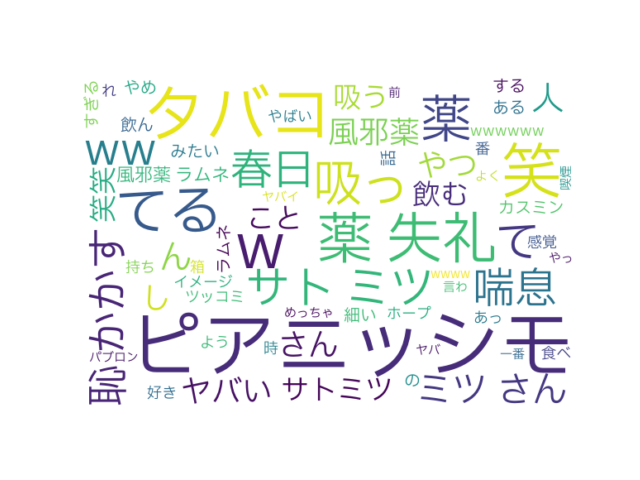 すぎる れ やめ タバコ 吸う 前 する 人
飲ん やばい 風邪薬 薬 ある wwwwww
ww みたい 春日 話 やつ 番 笑
風邪薬 ラムネ 吸っ 飲む よく 喫煙
笑笑 てる ヤバイ カスミン
ラムネ こと w 薬 失礼 て 感覚
恥かかす 持ち ん 箱 サト ミツ wwww やっ
し イメージ ツッコミ 言わ 喘息
パブロン ピアニッシモ めっちゃ 細い ホープ あっ
よう 時 さん ヤバ 一番 食べ
好き ヤバい サトミツ の ミツ さん